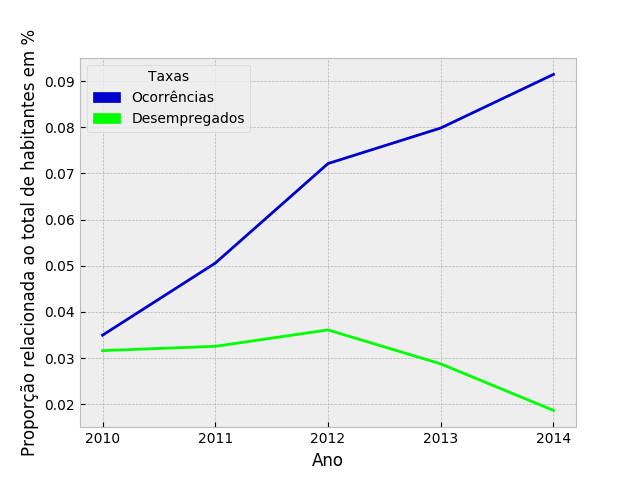 Proporção relacionada ao total de habitantes em %
0.09
0.08
0.07
0.06
0.05
0.04
0.03
0.02
Taxas
Ocorrências
Desempregados
2010 2011 2012 2013 2014
Ano